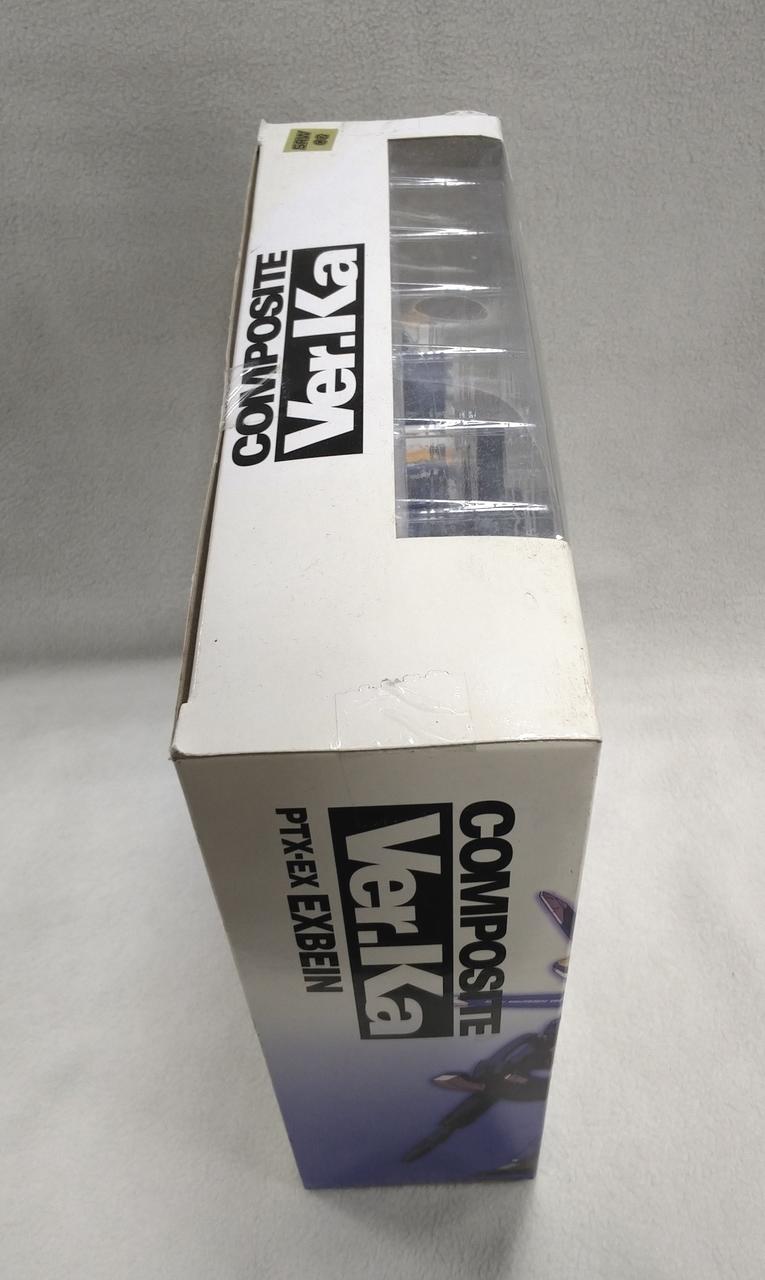 COMPOSITE
Ver.Ka
COMPOSITE
Ver.Ka
PTX-EX EXBEIN